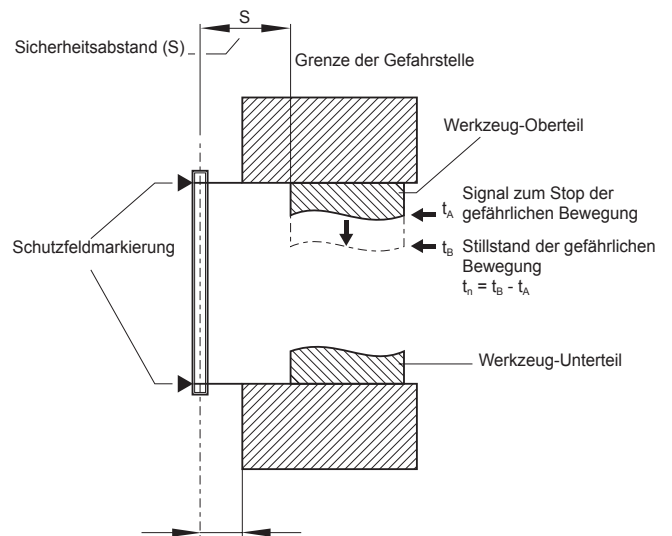 S
Sicherheitsabstand (S)
Grenze der Gefahrstelle
Werkzeug-Oberteil
tA Signal zum Stop der
gefährlichen Bewegung
Schutzfeldmarkierung
tB Stillstand der gefährlichen
Bewegung
tn = tB - tA
Werkzeug-Unterteil